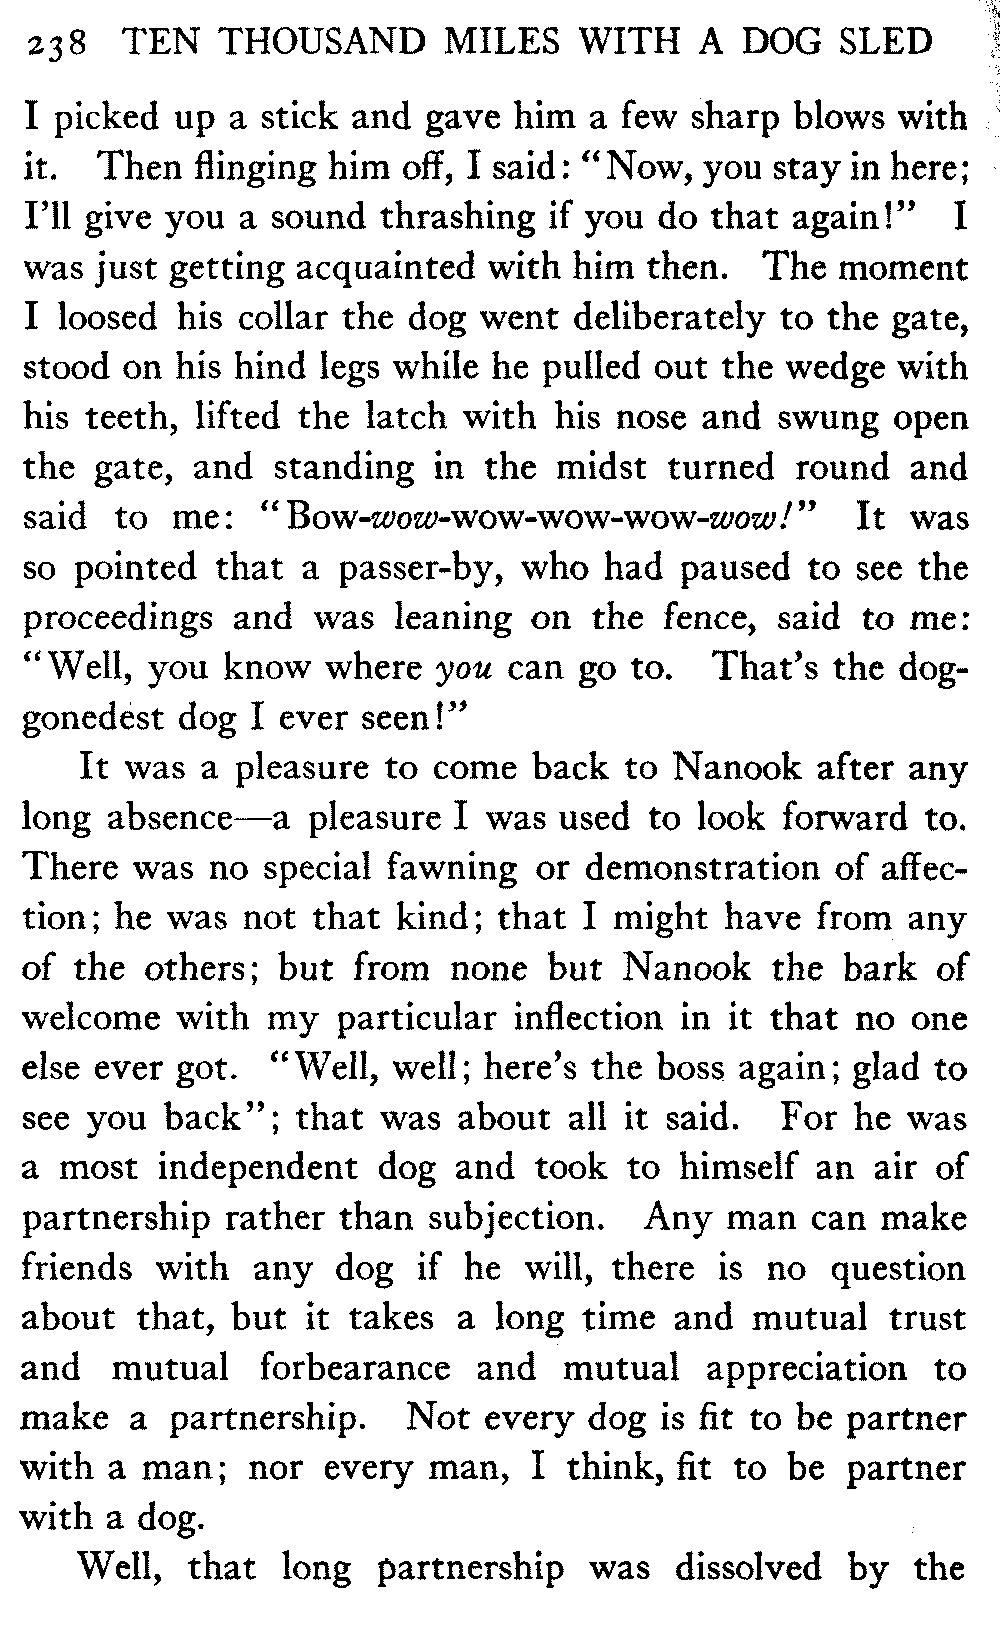 238 TEN THOUSAND MILES WITH A DOG SLED
I picked up a stick and gave him a few sharp blows with
it. Then flinging him off, I said: "Now, you stay in here;
I'll give you a sound thrashing if you do that again!" I
was just getting acquainted with him then. The moment
I loosed his collar the dog went deliberately to the gate,
stood on his hind legs while he pulled out the wedge with
his teeth, lifted the latch with his nose and swung open
the gate, and standing in the midst turned round and
said to me: "Bow-wow-wow-wow-wow-wow!" It was
so pointed that a passer-by, who had paused to see the
proceedings and was leaning on the fence, said to me:
"Well, you know where you can go to. That's the dog-
gonedest dog I ever seen!"
It was a pleasure to come back to Nanook after any
long absence—a pleasure I was used to look forward to.
There was no special fawning or demonstration of affec-
tion; he was not that kind; that I might have from any
of the others; but from none but Nanook the bark of
welcome with my particular inflection in it that no one
else ever got. "Well, well; here's the boss again; glad to
see you back"; that was about all it said. For he was
a most independent dog and took to himself an air of
partnership rather than subjection. Any man can make
friends with any dog if he will, there is no question
about that, but it takes a long time and mutual trust
and mutual forbearance and mutual appreciation to
make a partnership. Not every dog is fit to be partner
with a man; nor every man, I think, fit to be partner
with a dog.
Well, that long partnership was dissolved by the